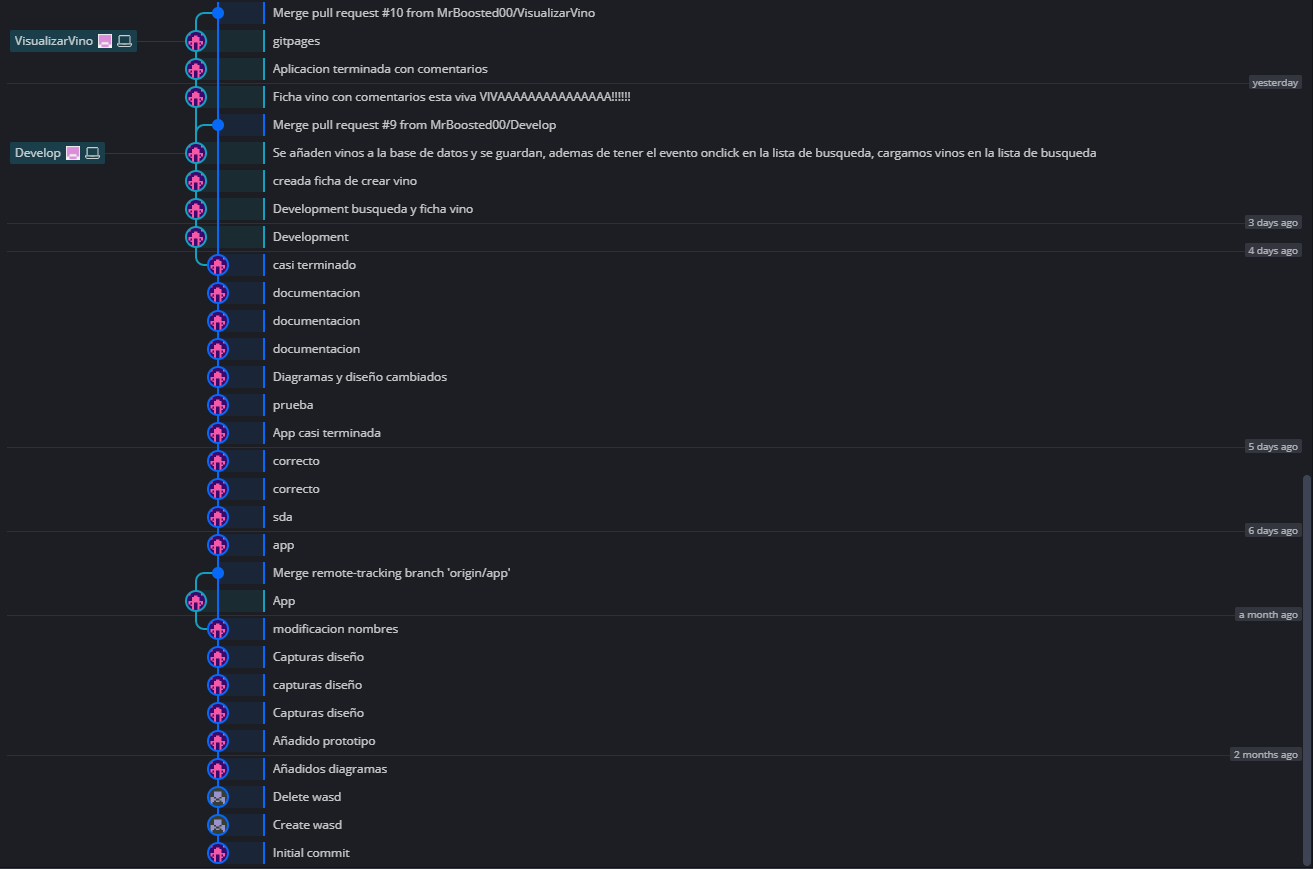 Merge pull request #10 from MrBoosted00/VisualizarVino
VisualizarVino gitpages
Aplicacion terminada con comentarios
yesterday
Ficha vino con comentarios esta viva VIVAAAAAAAAAAAAAAA!!!!!!
Merge pull request #9 from MrBoosted00/Develop
Develop Se añaden vinos a la base de datos y se guardan, ademas de tener el evento onclick en la lista de busqueda, cargamos vinos en la lista de busqueda
creada ficha de crear vino
Development busqueda y ficha vino
3 days ago
Development
4 days ago
casi terminado
documentacion
documentacion
documentacion
Diagramas y diseño cambiados
prueba
App casi terminada
5 days ago
correcto
correcto
sda
6 days ago
app
Merge remote-tracking branch 'origin/app'
App
a month ago
modificacion nombres
Capturas diseño
capturas diseño
Capturas diseño
Añadido prototipo
2 months ago
Añadidos diagramas
Delete wasd
Create wasd
Initial commit